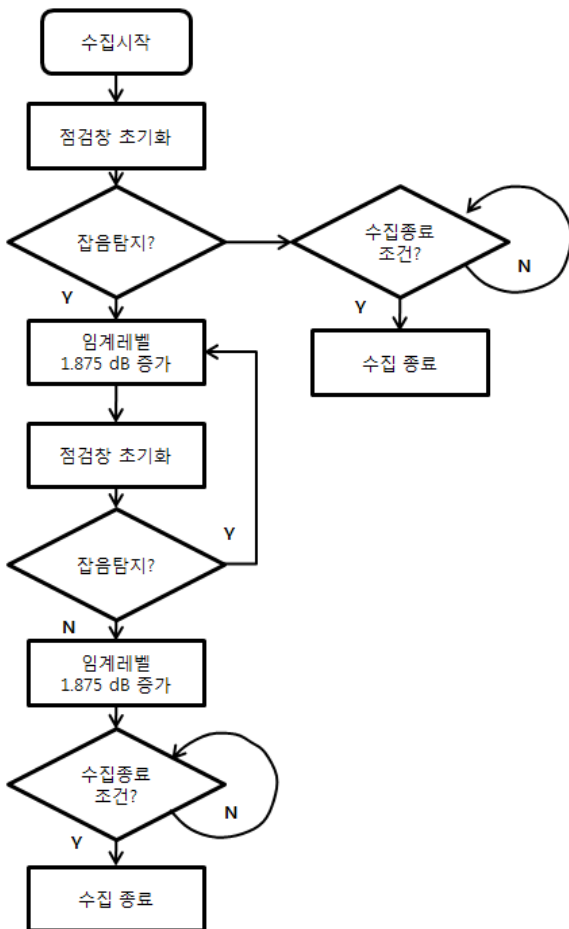 수집시작
점검창 초기화
잡음탐지?
수집종료
조건?
N
Y
Y
임계레벨
1.875 dB 증가
수집 종료
점검창 초기화
Y
잡음탐지?
N
임계레벨
1.875 dB 증가
수집종료
조건?
N
Y
수집 종료